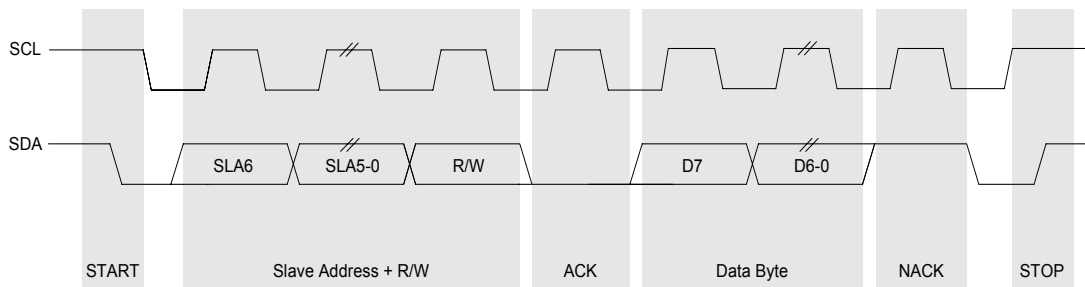 SCL
SDA
SLA6 SLA5-0 R/W D7 D6-0
START Slave Address + R/W ACK Data Byte NACK STOP